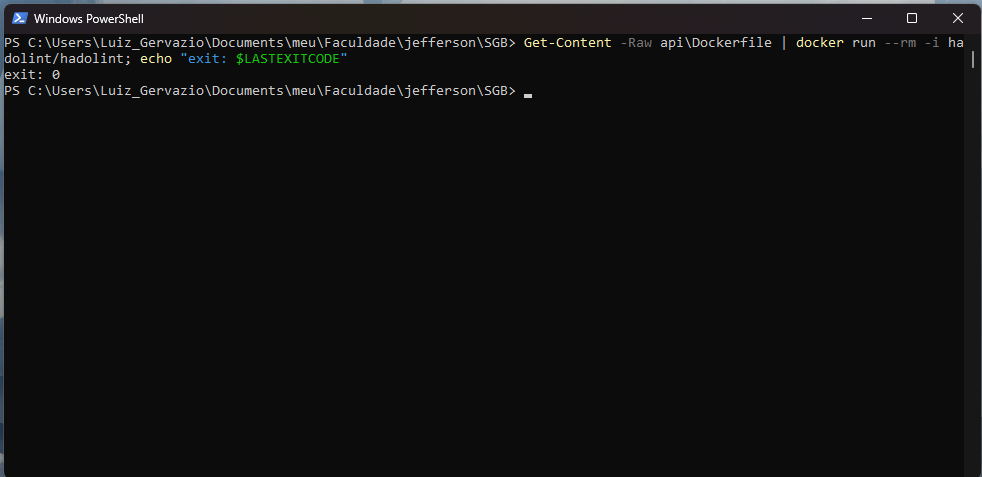 Windows PowerShell
PS C:\Users\Luiz_Gervazio\Documents\meu\Faculdade\jefferson\SGB> Get-Content -Raw api\Dockerfile | docker run --rm -i ha
dolint/hadolint; echo "exit: $LASTEXITCODE"
exit: 0
PS C:\Users\Luiz_Gervazio\Documents\meu\Faculdade\jefferson\SGB>